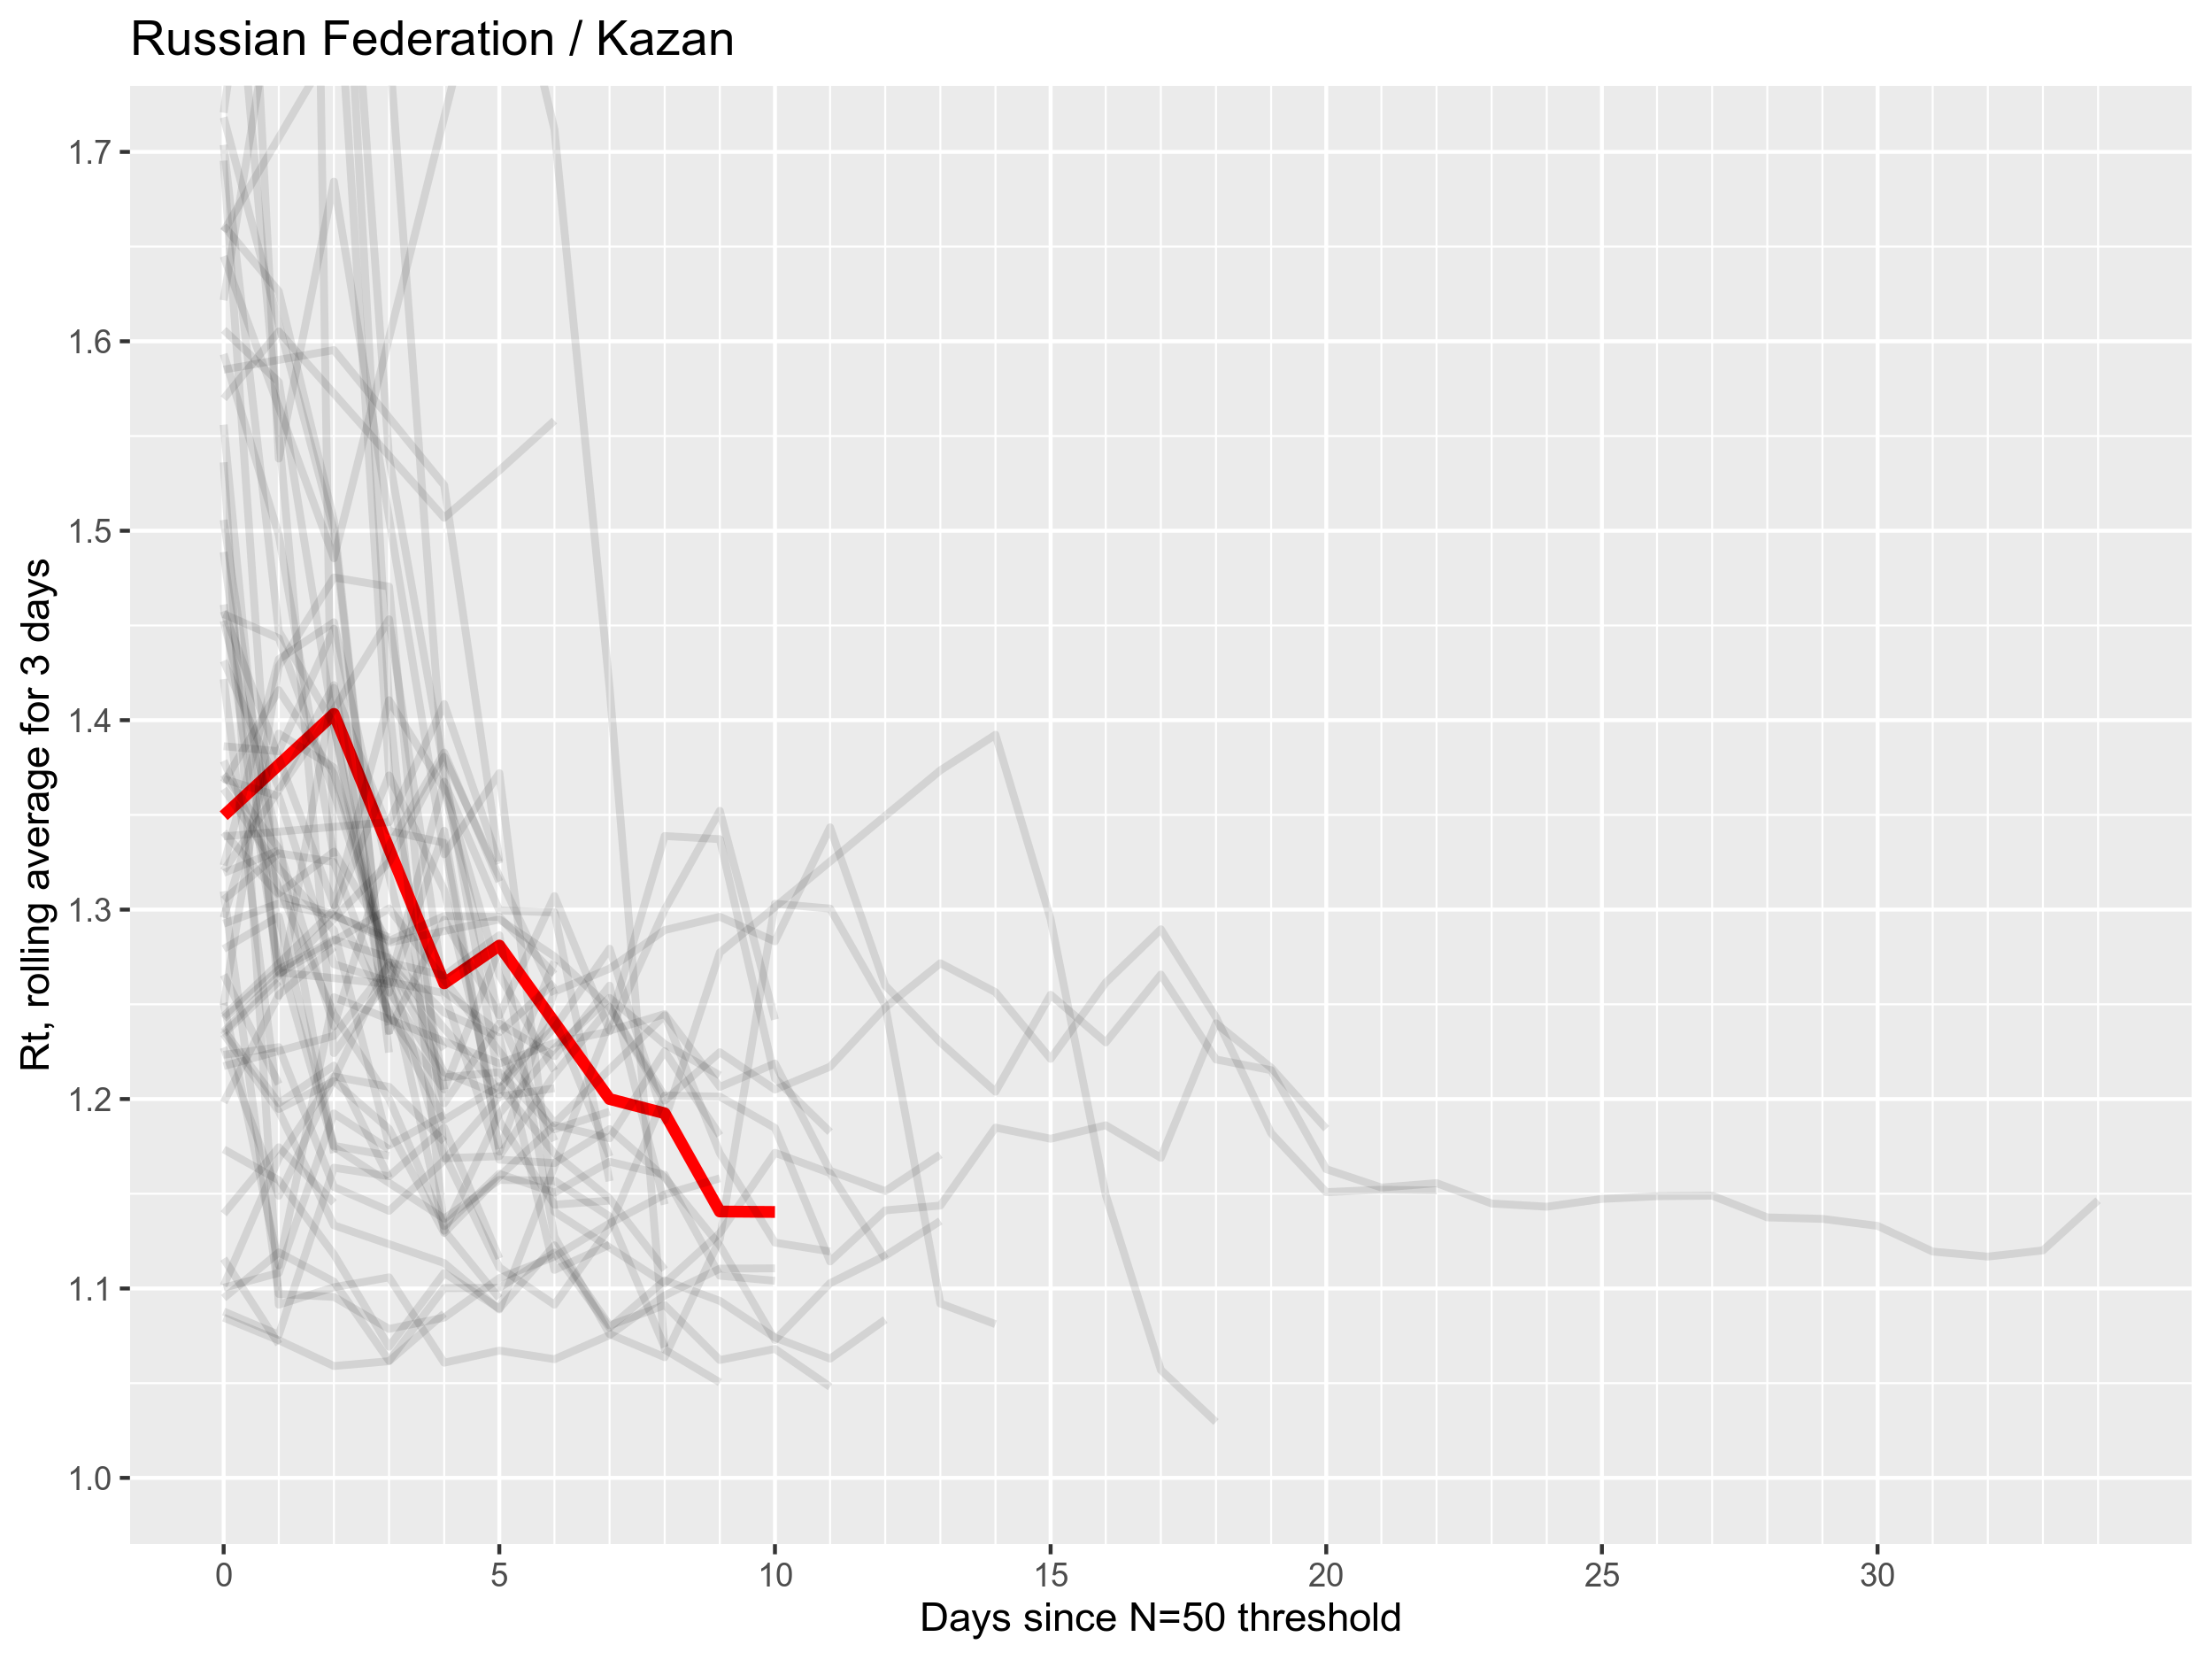 Russian Federation / Kazan
Rt, rolling average for 3 days
1.7
1.6
1.5
1.4
1.3
1.2
1.1
1.0
0 5 10 15 20 25 30
Days since N=50 threshold